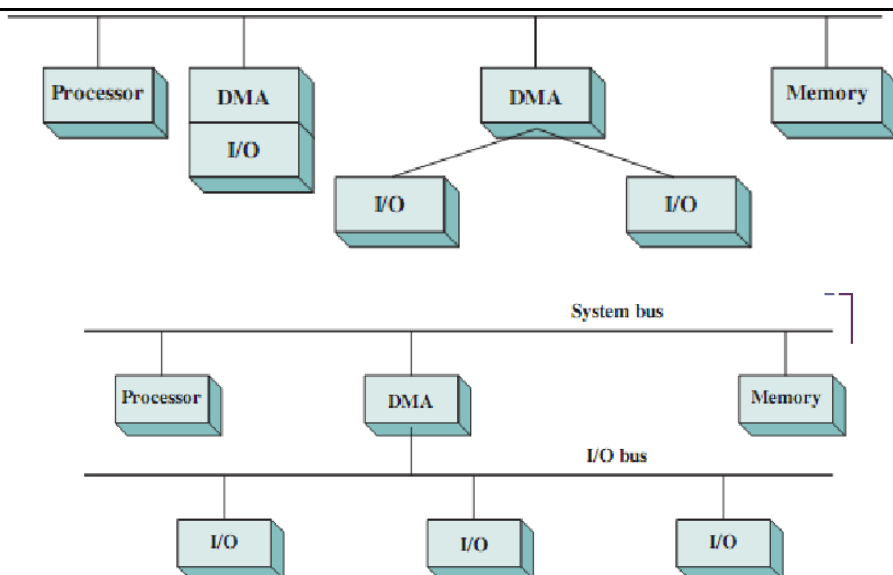 Processor
DMA
DMA
Memory
I/O
I/O
I/O
System bus
Processor
DMA
Memory
I/O bus
I/O
I/O
I/O